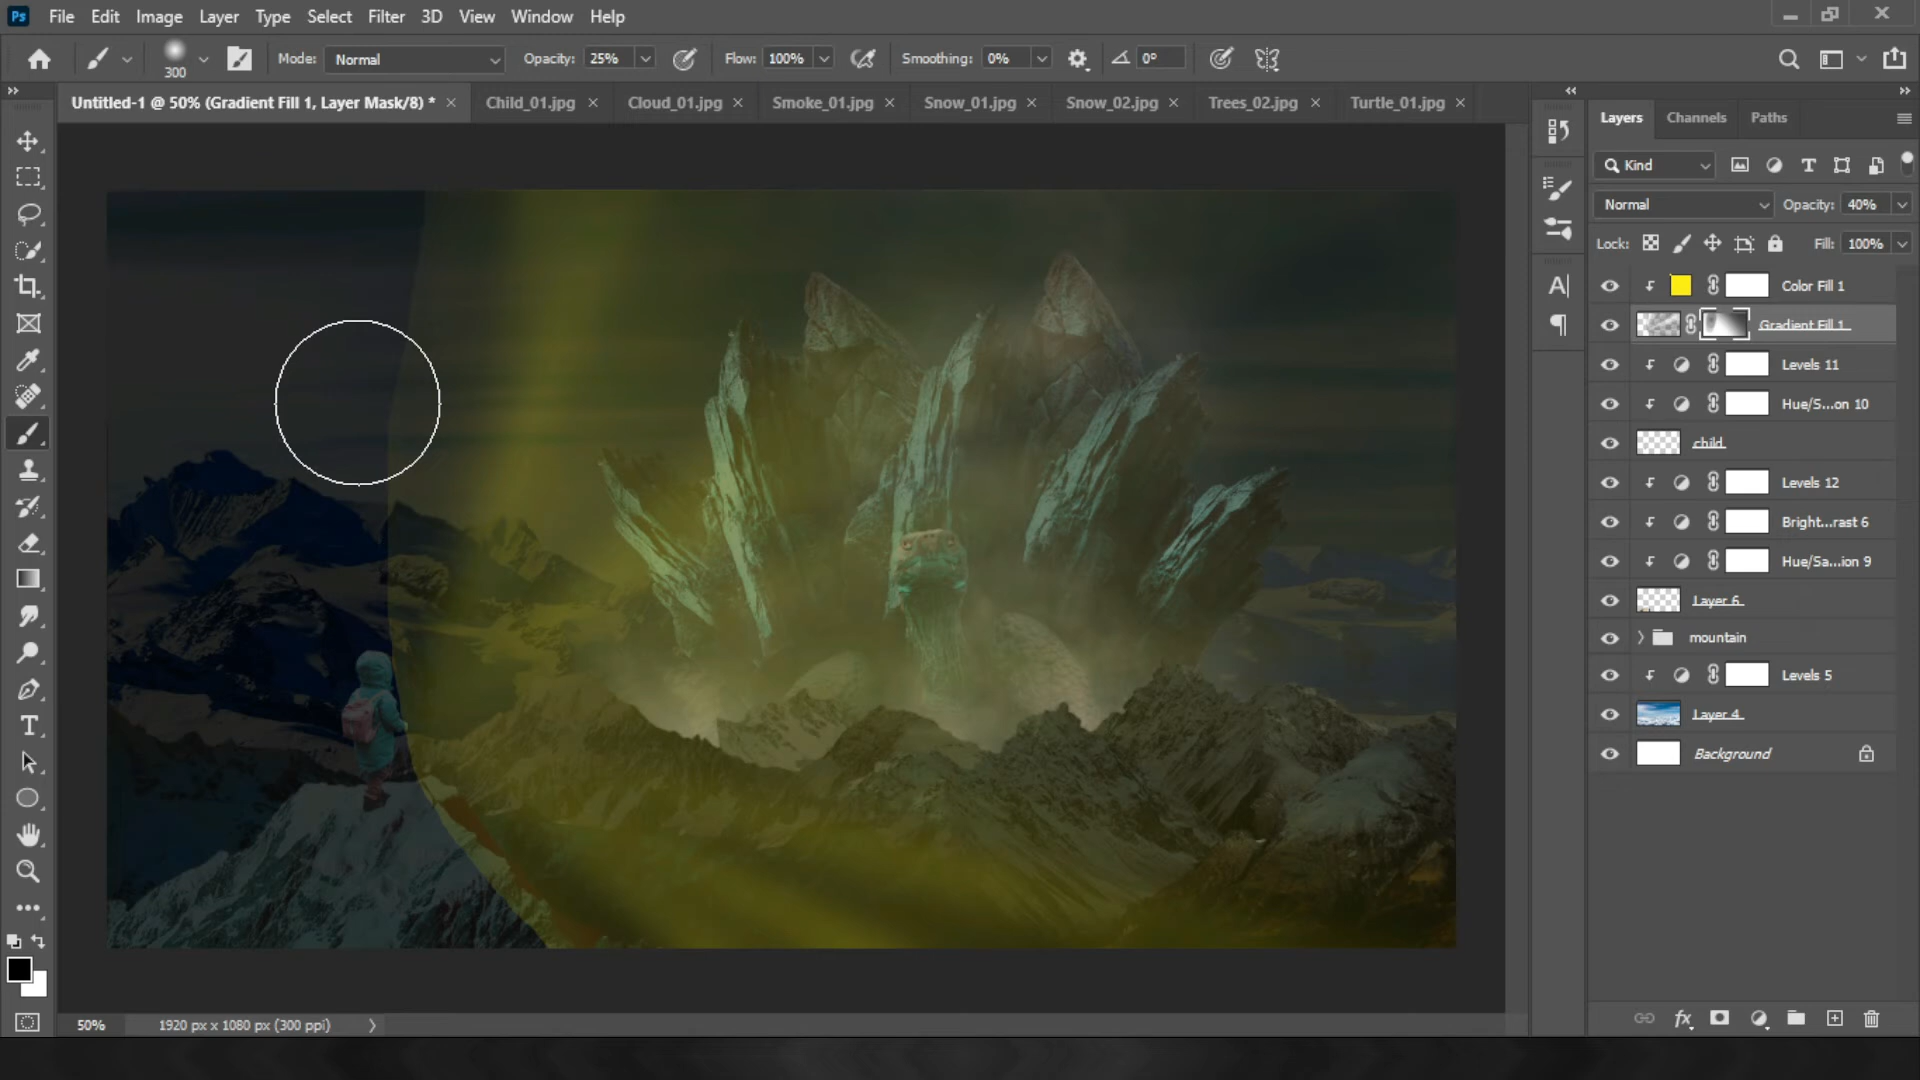 Ps File Edit Image Layer Type Select Filter 3D View Window Help
300 Mode: Normal Opacity: 25% Flow: 100% Smoothing: 0% 0°
Untitled-1 @ 50% (Gradient Fill 1, Layer Mask/8) * Child_01.jpg Cloud_01.jpg Smoke_01.jpg Snow_01.jpg Snow_02.jpg Trees_02.jpg Turtle_01.jpg
Layers Channels Paths
Kind
Normal Opacity: 40%
Lock: Fill: 100%
Color Fill 1
Gradient Fill 1
Levels 11
Hue/S...on 10
child
Levels 12
Bright...rast 6
Hue/Sa...ion 9
Layer 6
mountain
Levels 5
Layer 4
Background
50% 1920 px x 1080 px (300 ppi)